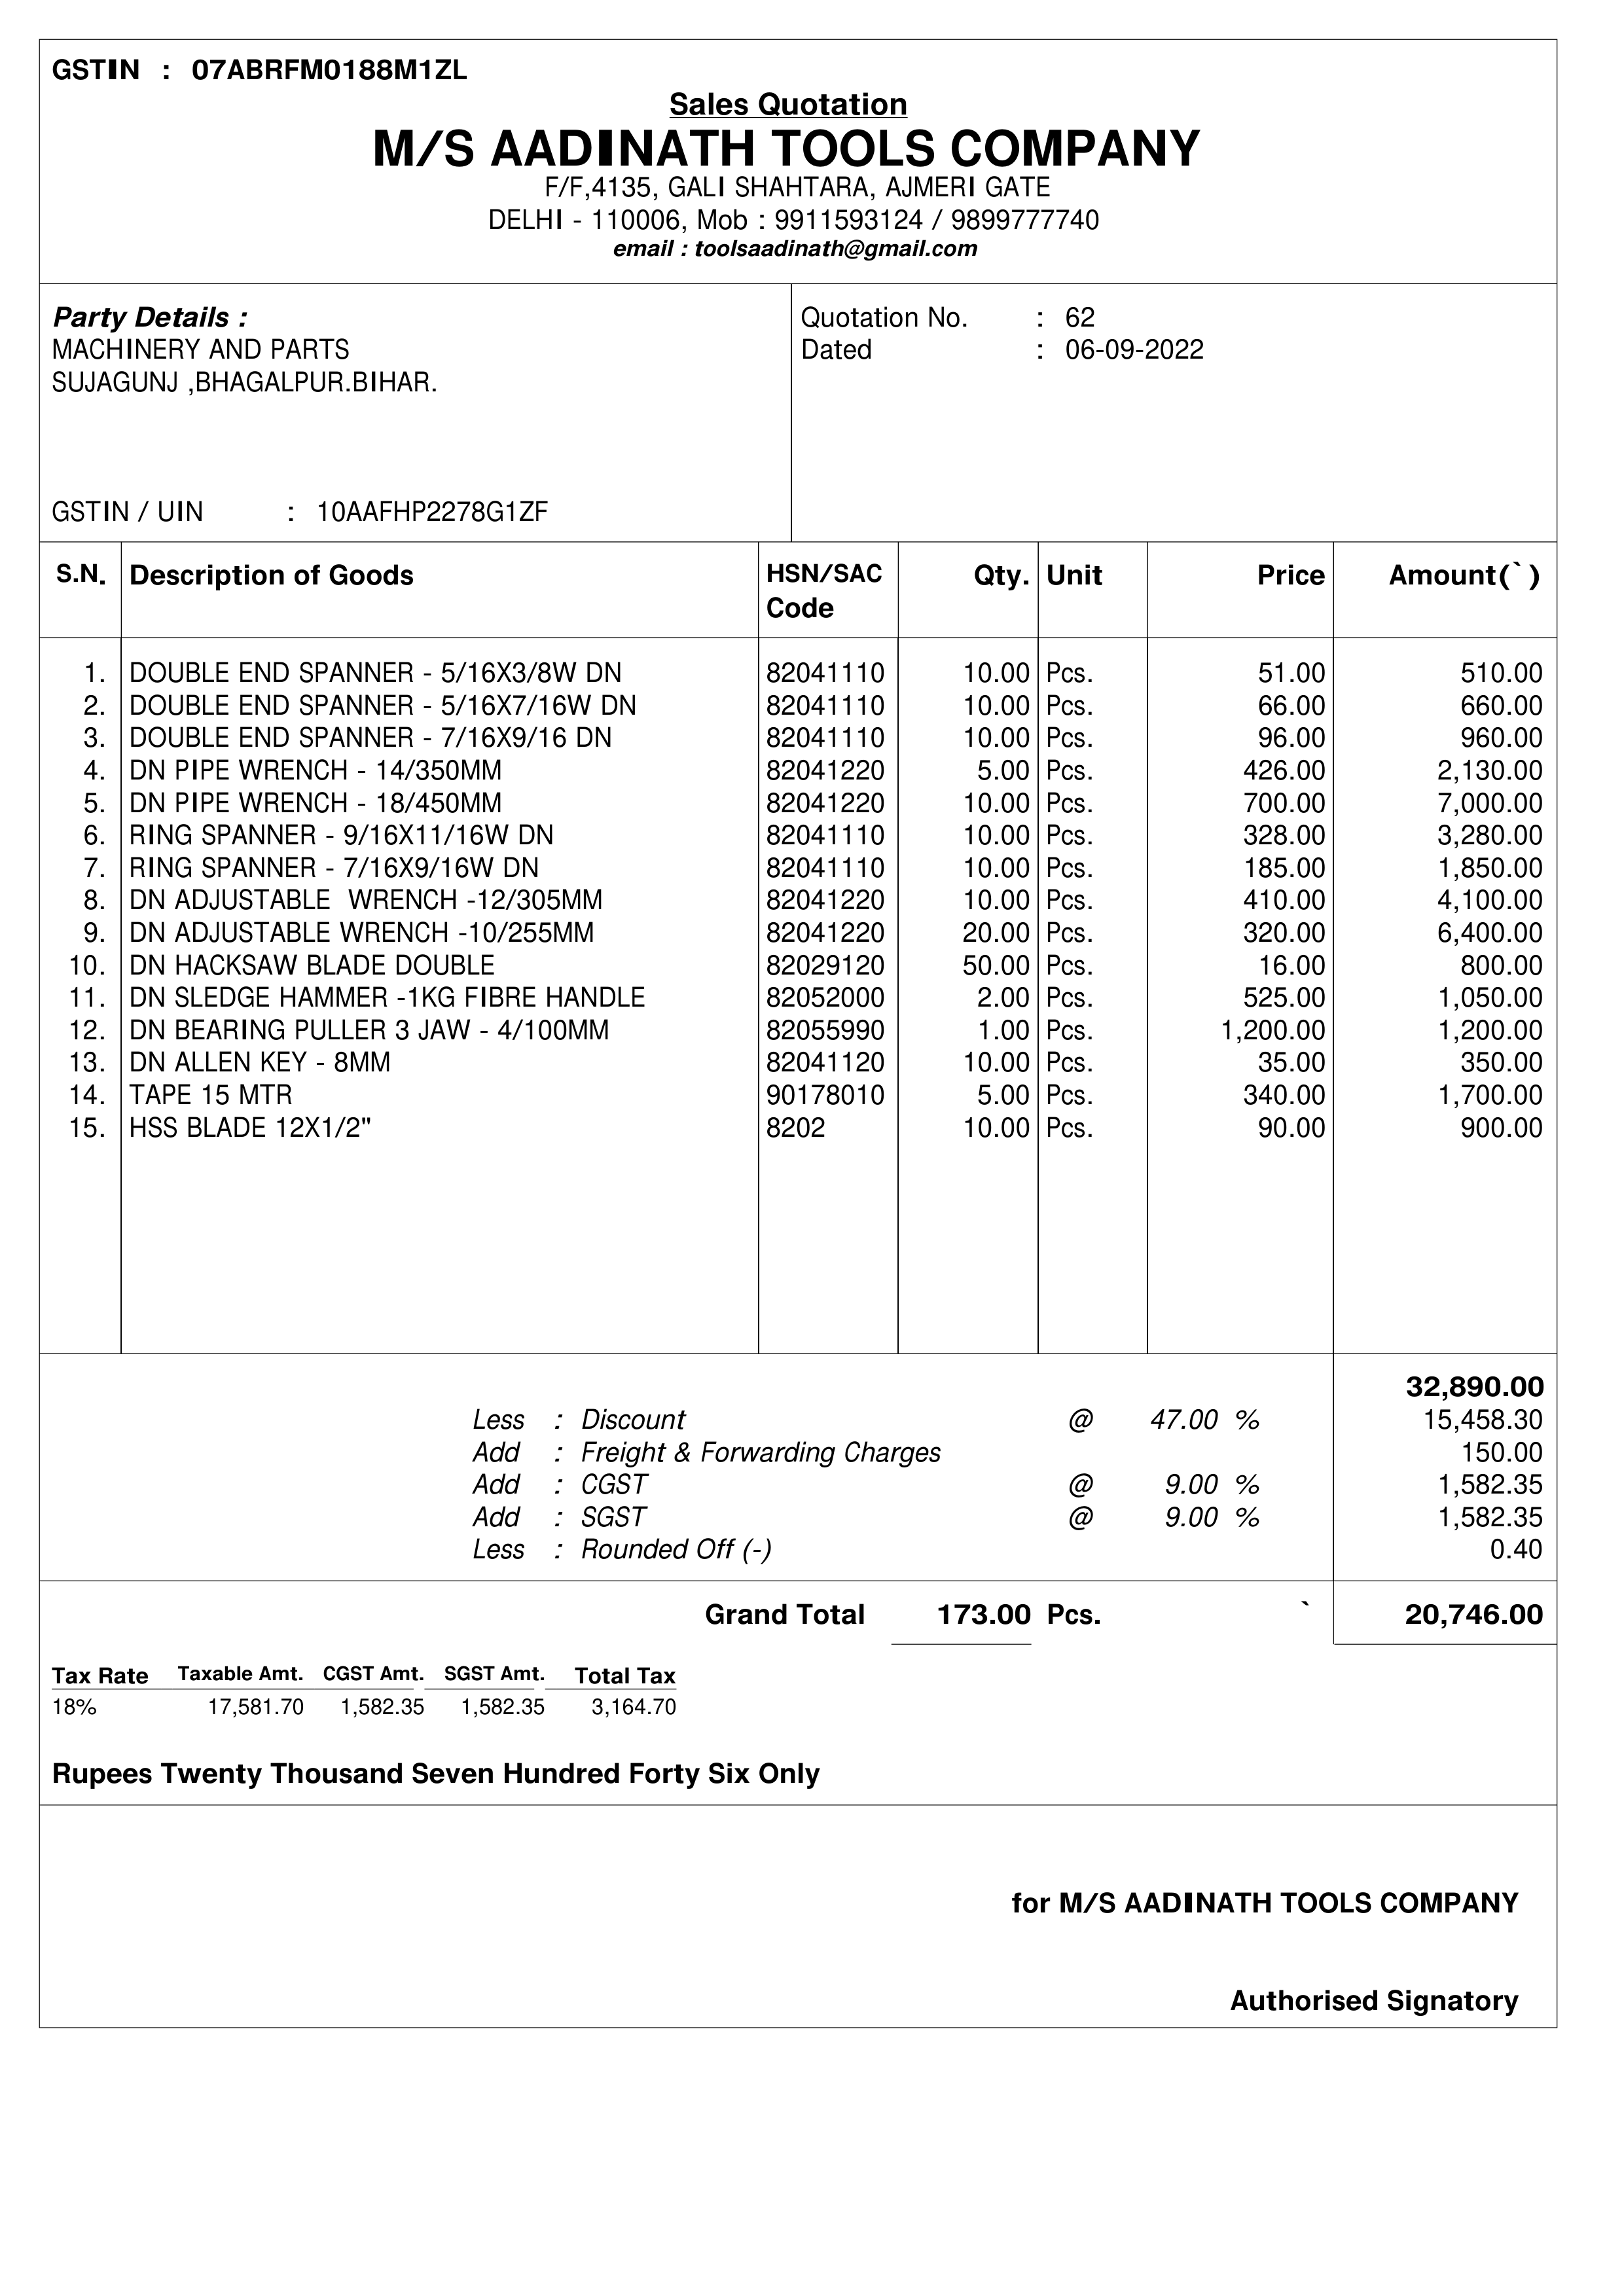 GSTIN : 07ABRFM0188M1ZL
Sales Quotation
M/S AADINATH TOOLS COMPANY
F/F,4135, GALI SHAHTARA, AJMERI GATE
DELHI - 110006, Mob : 9911593124 / 9899777740
email : toolsaadinath@gmail.com
Party Details :
MACHINERY AND PARTS
SUJAGUNJ ,BHAGALPUR.BIHAR.
GSTIN / UIN : 10AAFHP2278G1ZF
Quotation No. : 62
Dated : 06-09-2022
S.N. Description of Goods HSN/SAC Code Qty. Unit Price Amount(`)
1. DOUBLE END SPANNER - 5/16X3/8W DN 82041110 10.00 Pcs. 51.00 510.00
2. DOUBLE END SPANNER - 5/16X7/16W DN 82041110 10.00 Pcs. 66.00 660.00
3. DOUBLE END SPANNER - 7/16X9/16 DN 82041110 10.00 Pcs. 96.00 960.00
4. DN PIPE WRENCH - 14/350MM 82041220 5.00 Pcs. 426.00 2,130.00
5. DN PIPE WRENCH - 18/450MM 82041220 10.00 Pcs. 700.00 7,000.00
6. RING SPANNER - 9/16X11/16W DN 82041110 10.00 Pcs. 328.00 3,280.00
7. RING SPANNER - 7/16X9/16W DN 82041110 10.00 Pcs. 185.00 1,850.00
8. DN ADJUSTABLE WRENCH -12/305MM 82041220 10.00 Pcs. 410.00 4,100.00
9. DN ADJUSTABLE WRENCH -10/255MM 82041220 20.00 Pcs. 320.00 6,400.00
10. DN HACKSAW BLADE DOUBLE 82029120 50.00 Pcs. 16.00 800.00
11. DN SLEDGE HAMMER -1KG FIBRE HANDLE 82052000 2.00 Pcs. 525.00 1,050.00
12. DN BEARING PULLER 3 JAW - 4/100MM 82055990 1.00 Pcs. 1,200.00 1,200.00
13. DN ALLEN KEY - 8MM 82041120 10.00 Pcs. 35.00 350.00
14. TAPE 15 MTR 90178010 5.00 Pcs. 340.00 1,700.00
15. HSS BLADE 12X1/2" 8202 10.00 Pcs. 90.00 900.00
32,890.00
Less : Discount @ 47.00 % 15,458.30
Add : Freight & Forwarding Charges 150.00
Add : CGST @ 9.00 % 1,582.35
Add : SGST @ 9.00 % 1,582.35
Less : Rounded Off (-) 0.40
Grand Total 173.00 Pcs. ` 20,746.00
Tax Rate Taxable Amt. CGST Amt. SGST Amt. Total Tax
18% 17,581.70 1,582.35 1,582.35 3,164.70
Rupees Twenty Thousand Seven Hundred Forty Six Only
for M/S AADINATH TOOLS COMPANY
Authorised Signatory